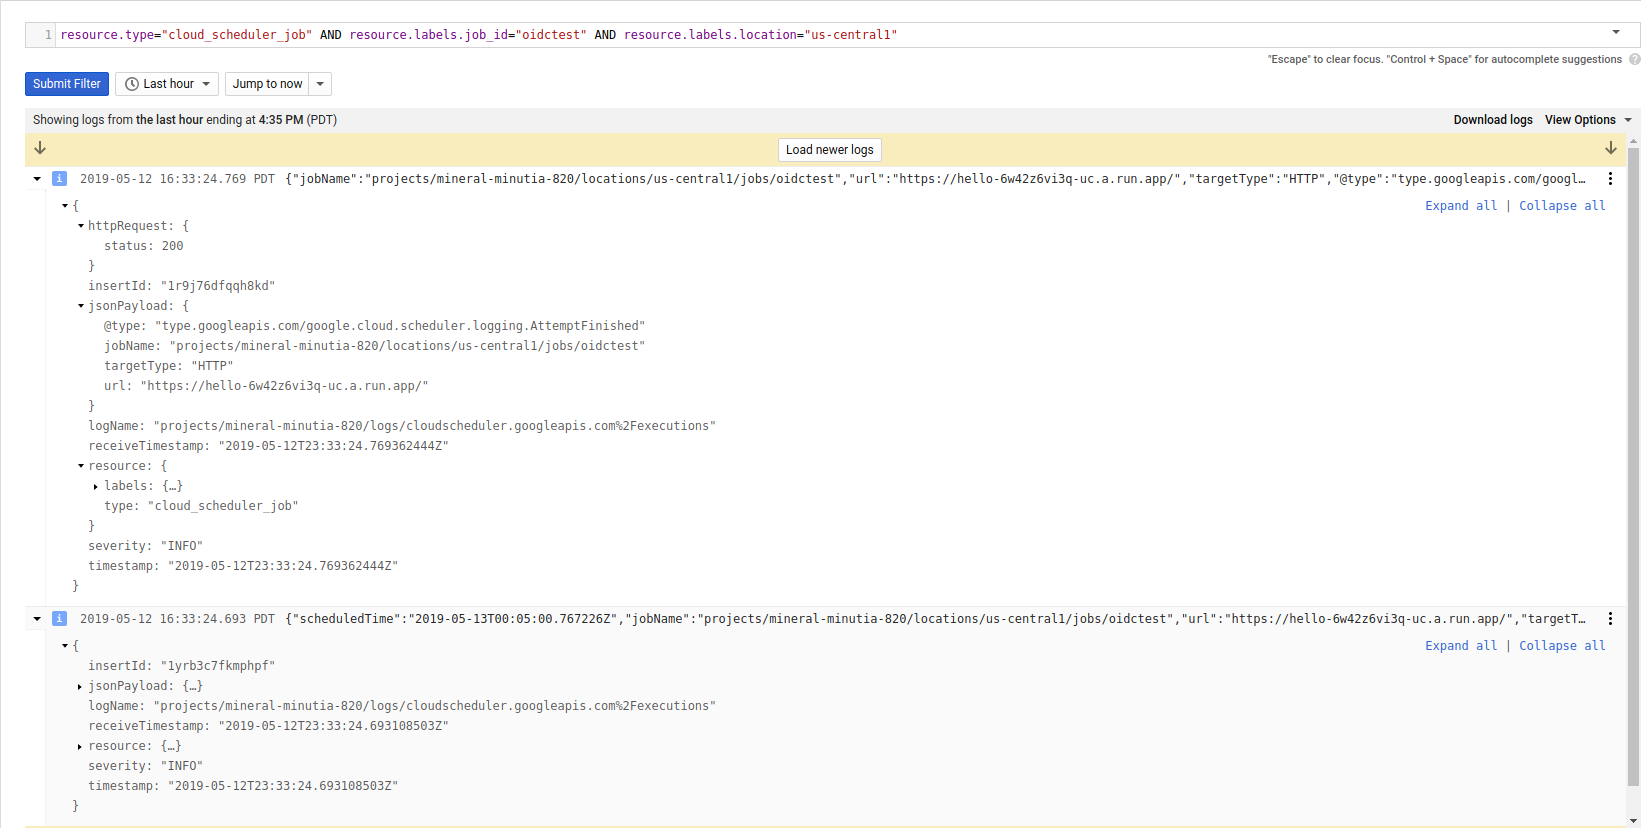 1 resource.type="cloud_scheduler_job" AND resource.labels.job_id="oidctest" AND resource.labels.location="us-central1"
"Escape" to clear focus. "Control + Space" for autocomplete suggestions ?
Submit Filter Last hour Jump to now
Showing logs from the last hour ending at 4:35 PM (PDT) Download logs View Options
Load newer logs
i 2019-05-12 16:33:24.769 PDT {"jobName":"projects/mineral-minutia-820/locations/us-central1/jobs/oidctest","url":"https://hello-6w42z6vi3q-uc.a.run.app/","targetType":"HTTP","@type":"type.googleapis.com/googl…
{ Expand all | Collapse all
httpRequest: {
status: 200
}
insertId: "1r9j76dfqqh8kd"
jsonPayload: {
@type: "type.googleapis.com/google.cloud.scheduler.logging.AttemptFinished"
jobName: "projects/mineral-minutia-820/locations/us-central1/jobs/oidctest"
targetType: "HTTP"
url: "https://hello-6w42z6vi3q-uc.a.run.app/"
}
logName: "projects/mineral-minutia-820/logs/cloudscheduler.googleapis.com%2Fexecutions"
receiveTimestamp: "2019-05-12T23:33:24.769362444Z"
resource: {
labels: {…}
type: "cloud_scheduler_job"
}
severity: "INFO"
timestamp: "2019-05-12T23:33:24.769362444Z"
}
i 2019-05-12 16:33:24.693 PDT {"scheduledTime":"2019-05-13T00:05:00.767226Z","jobName":"projects/mineral-minutia-820/locations/us-central1/jobs/oidctest","url":"https://hello-6w42z6vi3q-uc.a.run.app/","targetT…
{ Expand all | Collapse all
insertId: "1yrb3c7fkmphpf"
jsonPayload: {…}
logName: "projects/mineral-minutia-820/logs/cloudscheduler.googleapis.com%2Fexecutions"
receiveTimestamp: "2019-05-12T23:33:24.693108503Z"
resource: {…}
severity: "INFO"
timestamp: "2019-05-12T23:33:24.693108503Z"
}